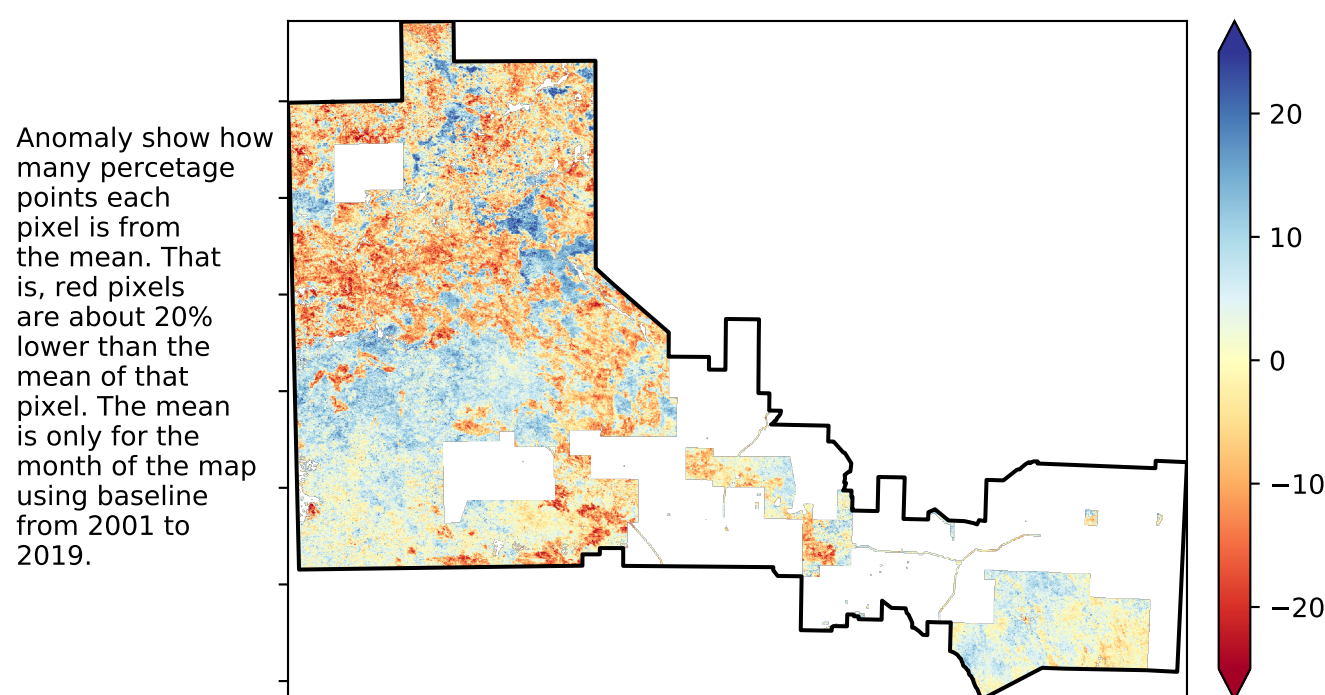 Anomaly show how
many percetage
points each
pixel is from
the mean. That
is, red pixels
are about 20%
lower than the
mean of that
pixel. The mean
is only for the
month of the map
using baseline
from 2001 to
2019.
20
10
0
−10
−20